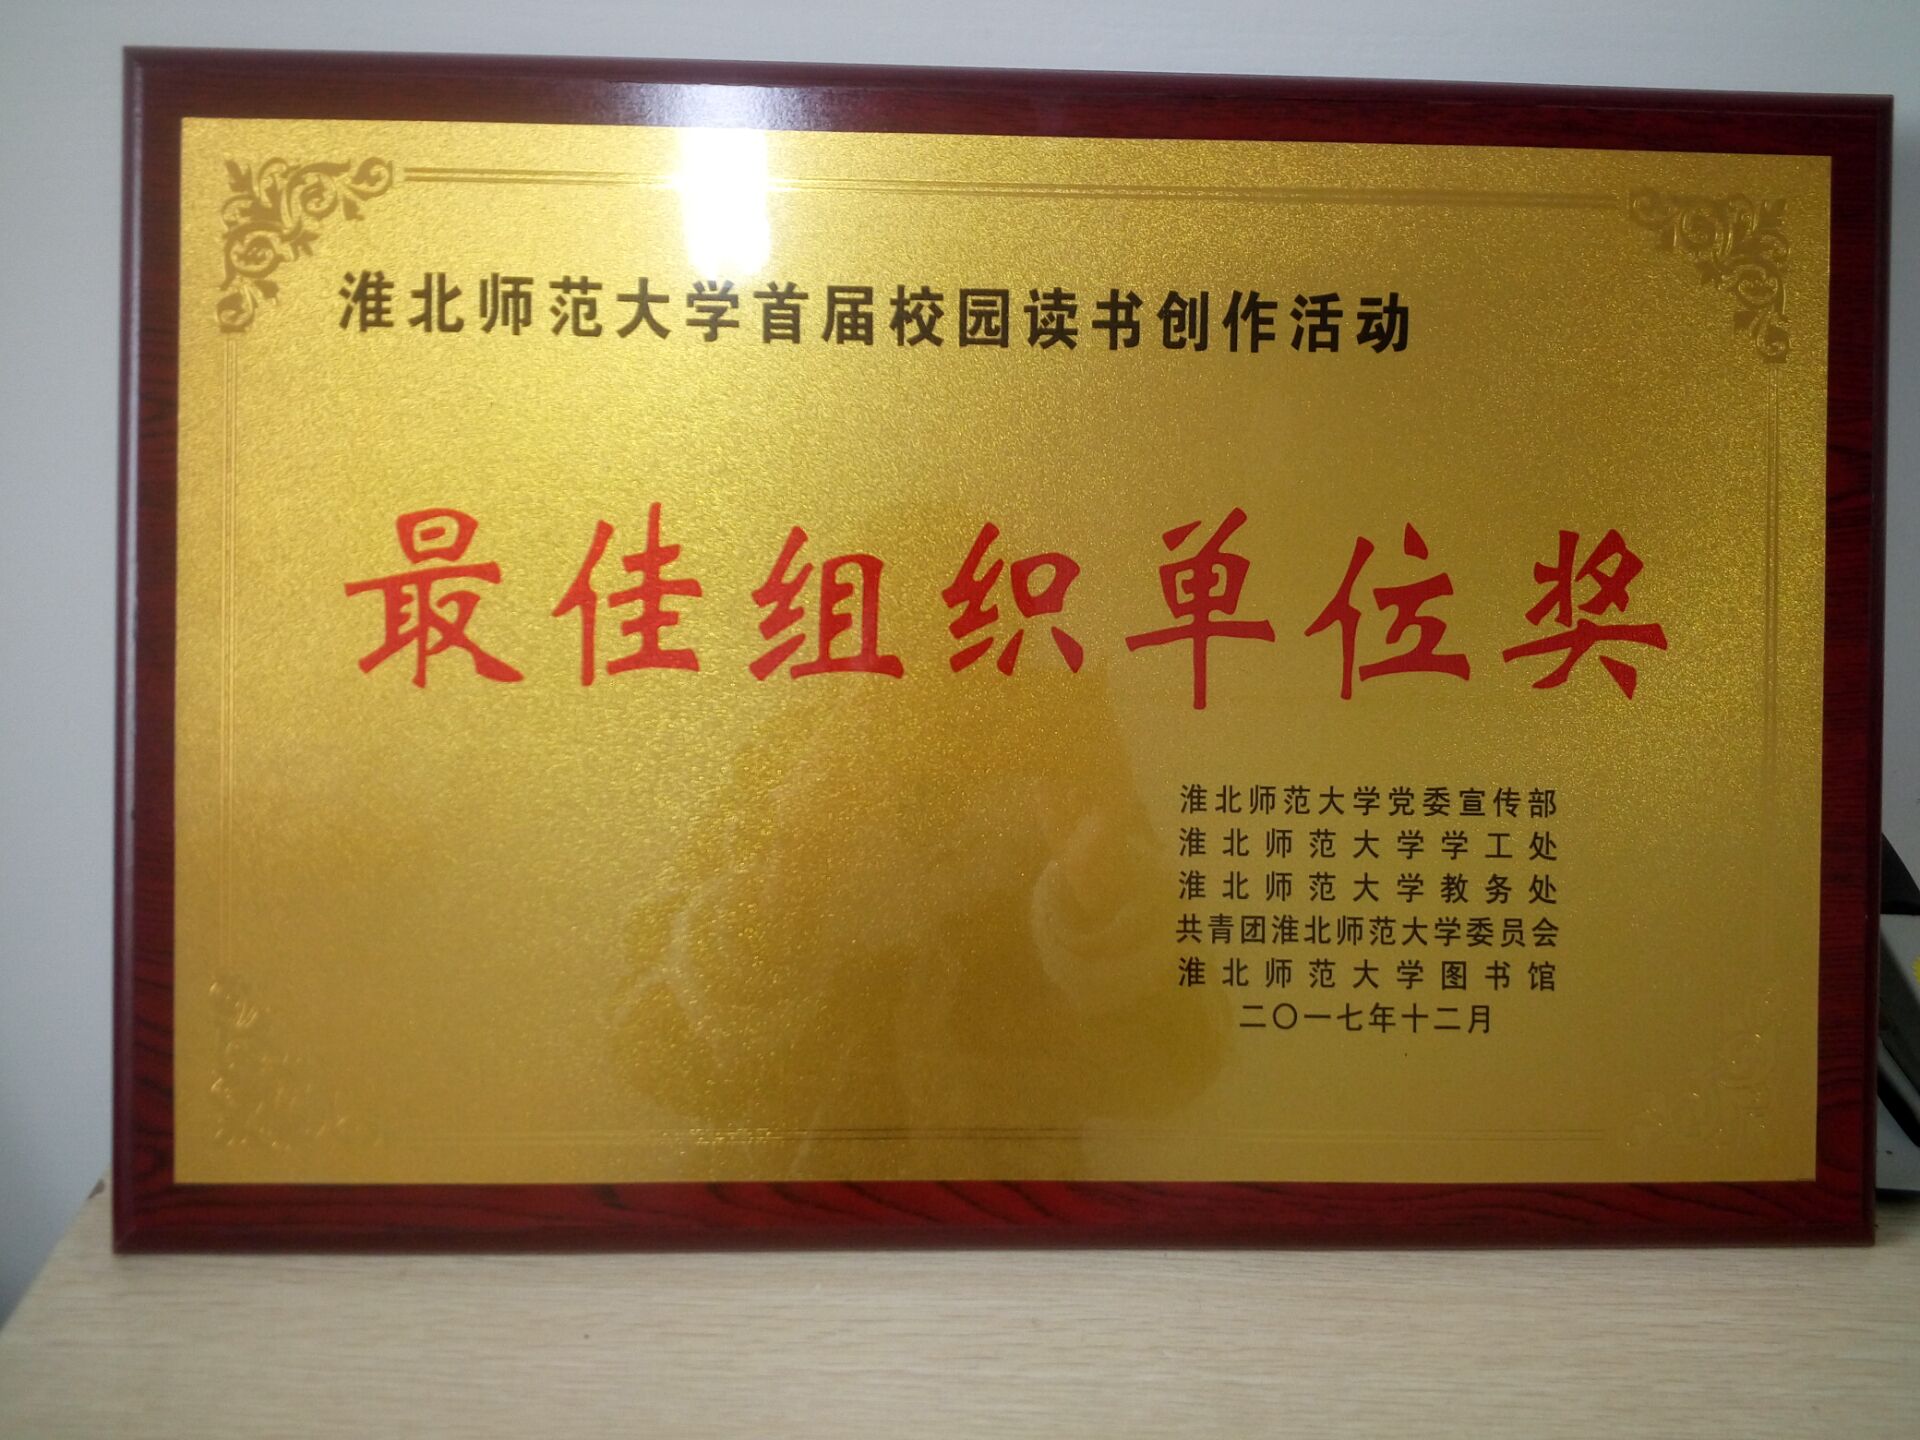 淮北师范大学首届校园读书创作活动
最佳组织单位奖
淮北师范大学党委宣传部
淮北师范大学学工处
淮北师范大学教务处
共青团淮北师范大学委员会
淮北师范大学图书馆
二〇一七年十二月